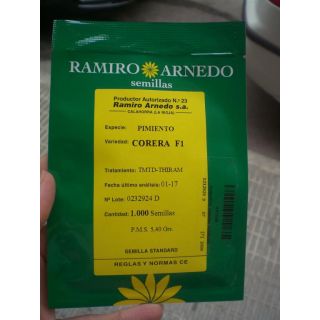 RAMIRO ARNEDO
semillas
Productor Autorizado N.º 23
Ramiro Arnedo s.a.
CALAHORRA (LA RIOJA)
Especie: PIMIENTO
Variedad: CORERA F1
Tratamiento: TMTD-THIRAM
Fecha último análisis: 01-17
Nº Lote: 0232924 D
Cantidad: 1.000 Semillas
P.M.S. 5,40 Grs.
SEMILLA STANDARD
REGLAS Y NORMAS CE